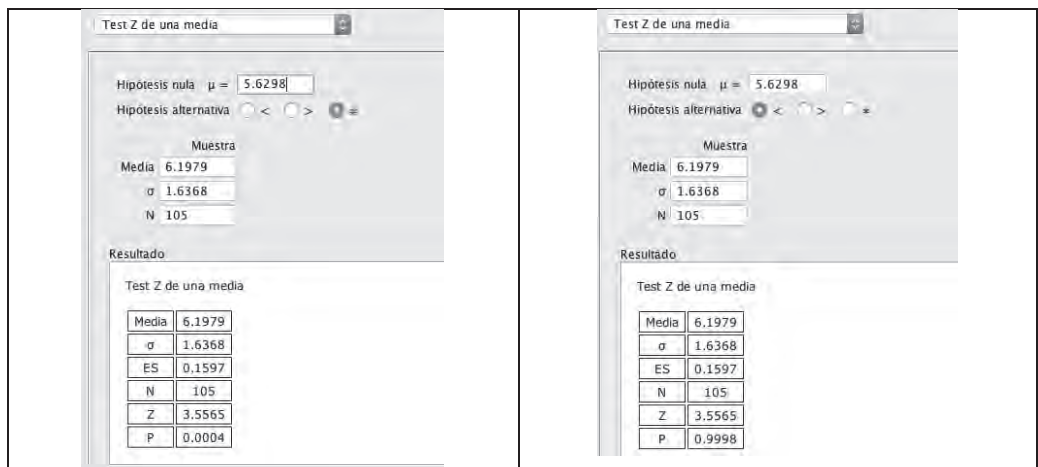 Test Z de una media
Hipótesis nula μ = 5.6298
Hipótesis alternativa < > ≠
Muestra
Media 6.1979
σ 1.6368
N 105
Resultado
Test Z de una media
Media 6.1979
σ 1.6368
ES 0.1597
N 105
Z 3.5565
P 0.0004
Test Z de una media
Hipótesis nula μ = 5.6298
Hipótesis alternativa < > ≠
Muestra
Media 6.1979
σ 1.6368
N 105
Resultado
Test Z de una media
Media 6.1979
σ 1.6368
ES 0.1597
N 105
Z 3.5565
P 0.9998